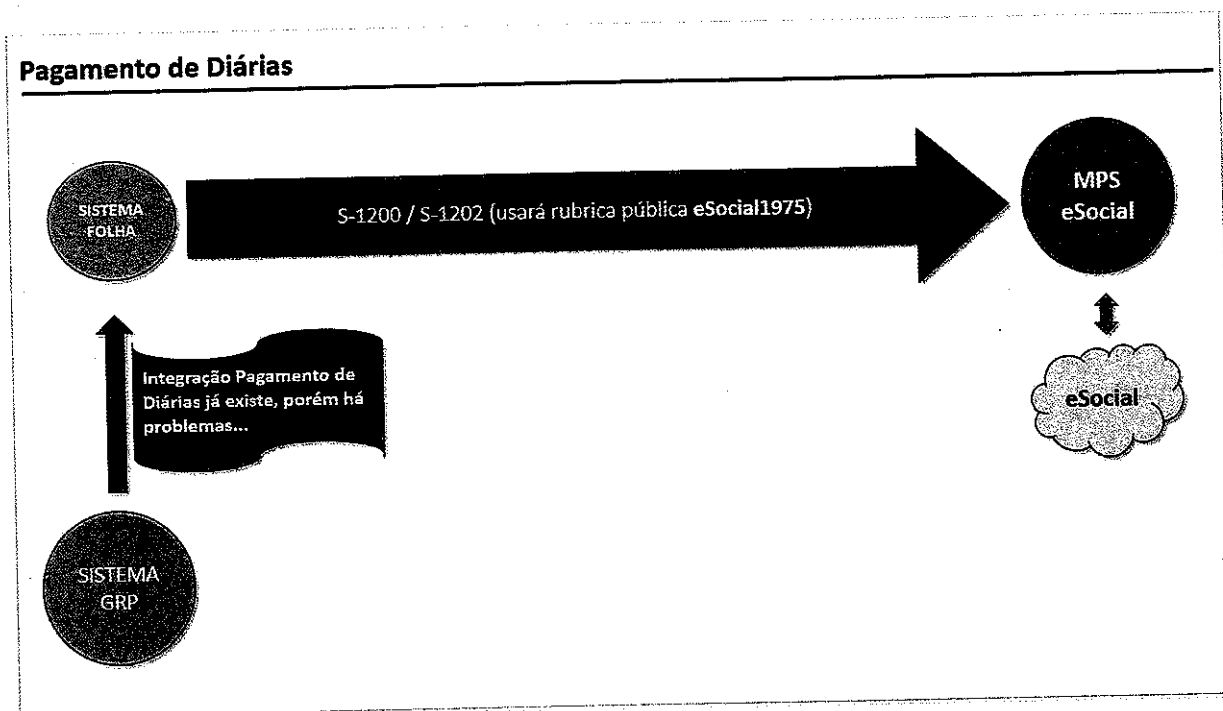 Pagamento de Diárias
SISTEMA
FOLHA
S-1200 / S-1202 (usará rubrica pública eSocial1975)
MPS
eSocial
Integração Pagamento de
Diárias já existe, porém há
problemas...
eSocial
SISTEMA
GRP